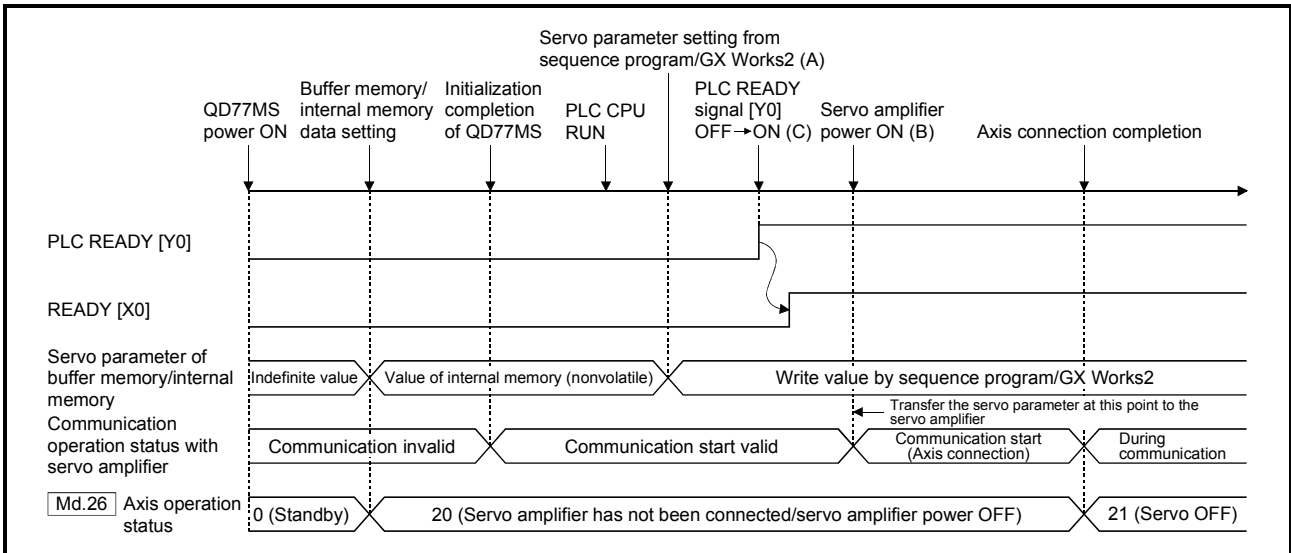 Servo parameter setting from
sequence program/GX Works2 (A)
QD77MS
power ON
Buffer memory/
internal memory
data setting
Initialization
completion
of QD77MS
PLC CPU
RUN
PLC READY
signal [Y0]
OFF→ON (C)
Servo amplifier
power ON (B)
Axis connection completion
PLC READY [Y0]
READY [X0]
Servo parameter of
buffer memory/internal
memory
Indefinite value
Value of internal memory (nonvolatile)
Write value by sequence program/GX Works2
Transfer the servo parameter at this point to the
servo amplifier
Communication
operation status with
servo amplifier
Communication invalid
Communication start valid
Communication start
(Axis connection)
During
communication
Md.26 Axis operation
status
0 (Standby)
20 (Servo amplifier has not been connected/servo amplifier power OFF)
21 (Servo OFF)